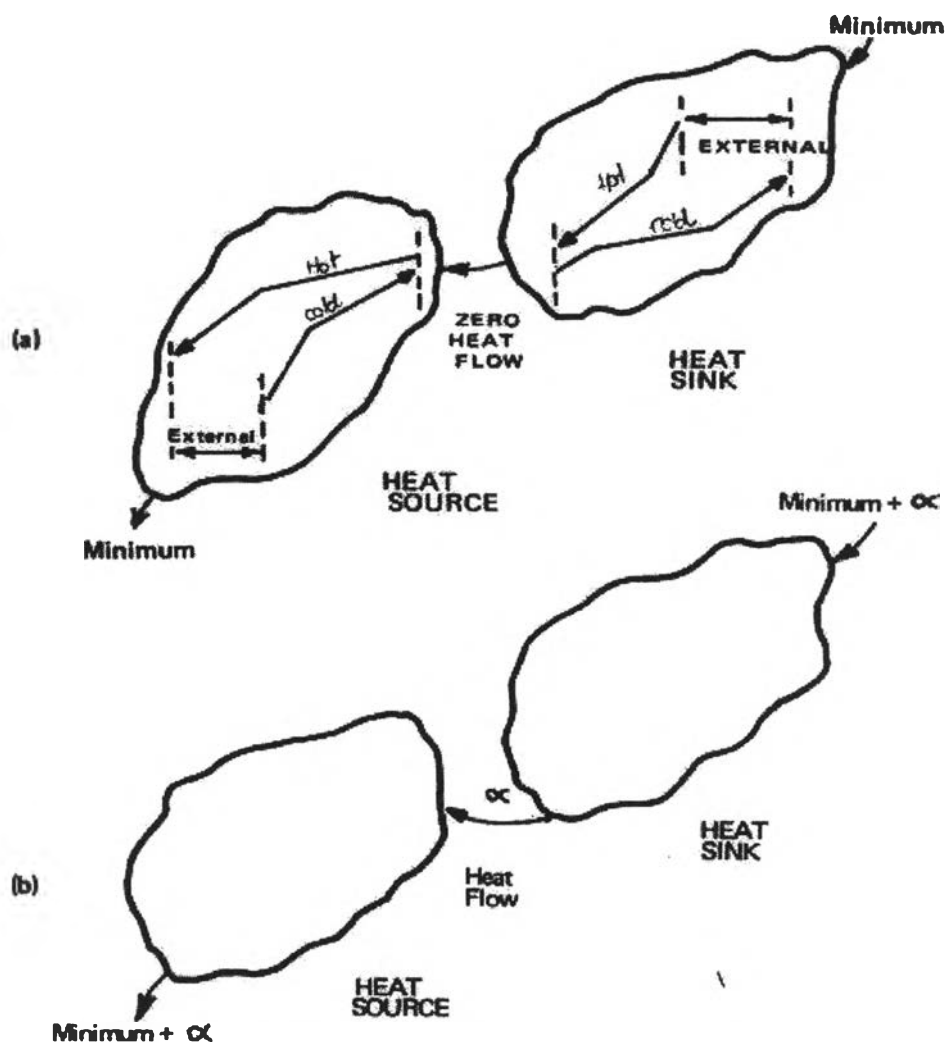 Minimum
EXTERNAL
Hot
cold
(a)
ZERO
HEAT
FLOW
HEAT
SINK
External
HEAT
SOURCE
Minimum
Minimum + ∝
∝
HEAT
SINK
(b)
Heat
Flow
HEAT
SOURCE
Minimum + ∝